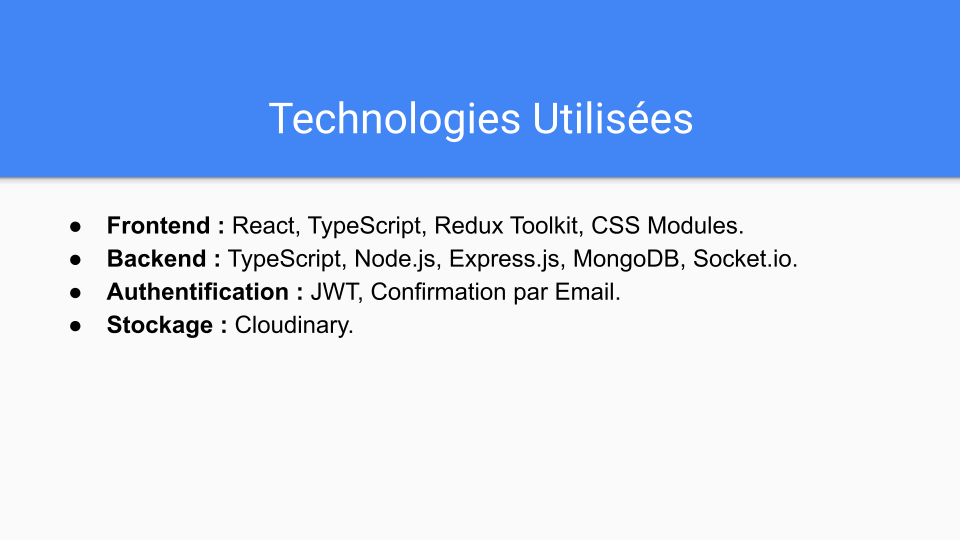 Technologies Utilisées
● Frontend : React, TypeScript, Redux Toolkit, CSS Modules.
● Backend : TypeScript, Node.js, Express.js, MongoDB, Socket.io.
● Authentification : JWT, Confirmation par Email.
● Stockage : Cloudinary.